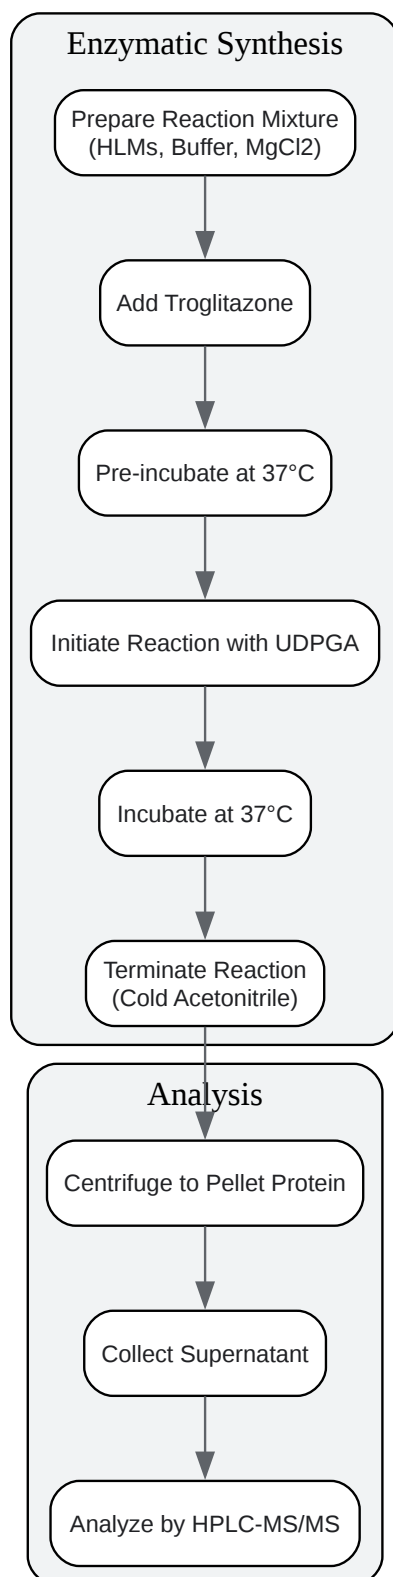 Enzymatic Synthesis
Prepare Reaction Mixture
(HLMs, Buffer, MgCl2)
Add Troglitazone
Pre-incubate at 37°C
Initiate Reaction with UDPGA
Incubate at 37°C
Terminate Reaction
(Cold Acetonitrile)
Analysis
Centrifuge to Pellet Protein
Collect Supernatant
Analyze by HPLC-MS/MS